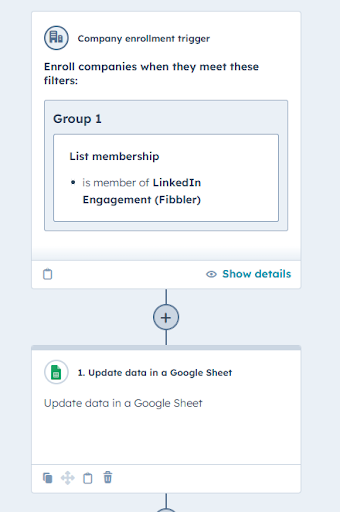 Company enrollment trigger
Enroll companies when they meet these
filters:
Group 1
List membership
is member of LinkedIn
Engagement (Fibbler)
Show details
1. Update data in a Google Sheet
Update data in a Google Sheet